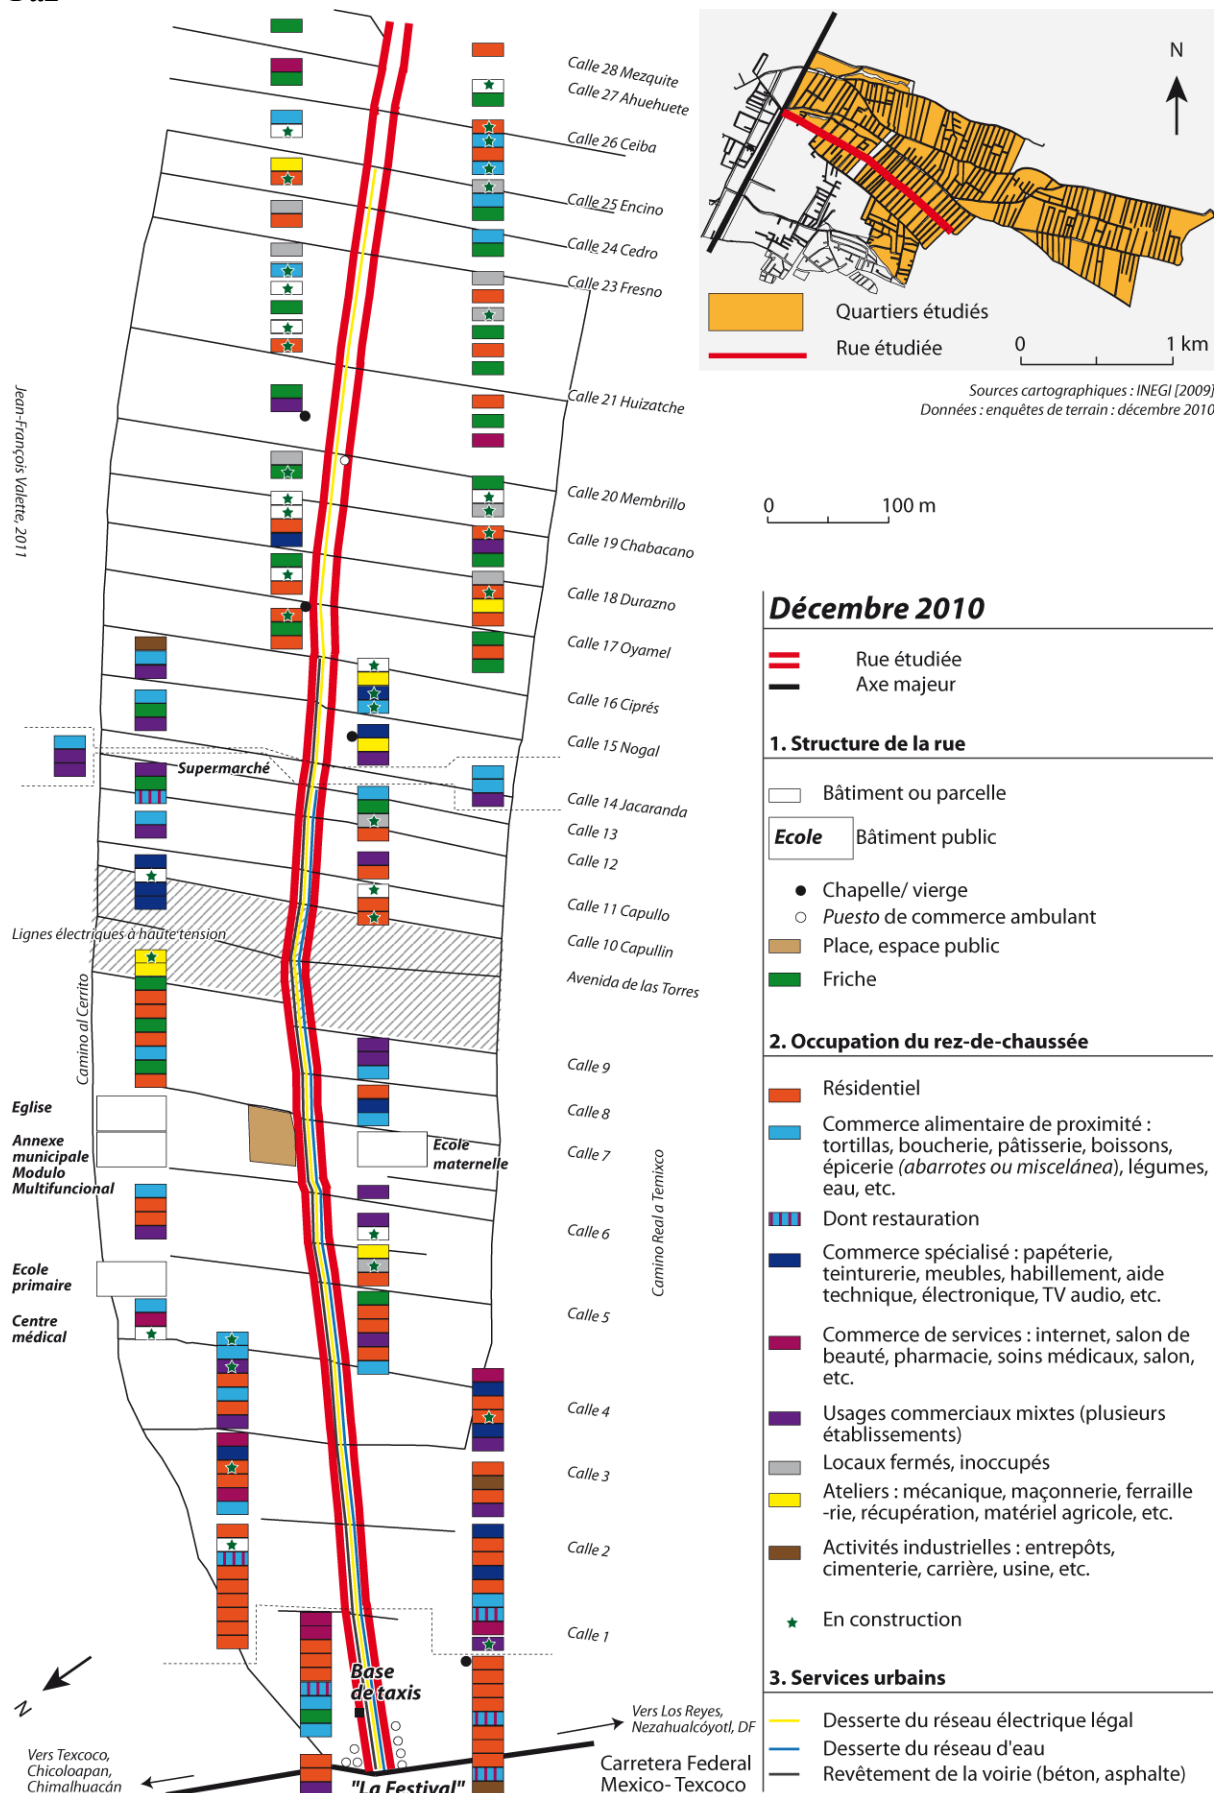 Calle 28 Mezquite
Calle 27 Ahuehuete
Calle 26 Ceiba
Calle 25 Encino
Calle 24 Cedro
Calle 23 Fresno
Calle 21 Huizatche
Calle 20 Membrillo
Calle 19 Chabacano
Calle 18 Durazno
Calle 17 Oyamel
Calle 16 Ciprés
Calle 15 Nogal
Calle 14 Jacaranda
Calle 13
Calle 12
Calle 11 Capullo
Calle 10 Capullin
Avenida de las Torres
Calle 9
Calle 8
Calle 7
Calle 6
Calle 5
Calle 4
Calle 3
Calle 2
Calle 1
Jean-François Valette, 2011
Supermarché
Lignes électriques à haute tension
Camino al Cerrito
Camino Real a Temixco
Eglise
Annexe
municipale
Modulo
Multifuncional
Ecole
maternelle
Ecole
primaire
Centre
médical
Base
de taxis
N
Vers Texcoco,
Chicoloapan,
Chimalhuacán
"La Festival"
Vers Los Reyes,
Nezahualcóyotl, DF
Carretera Federal
Mexico- Texcoco
N
Quartiers étudiés
Rue étudiée
0 1 km
Sources cartographiques : INEGI [2009]
Données : enquêtes de terrain : décembre 2010
0 100 m
Décembre 2010
Rue étudiée
Axe majeur
1. Structure de la rue
Bâtiment ou parcelle
Ecole Bâtiment public
Chapelle/ vierge
Puesto de commerce ambulant
Place, espace public
Friche
2. Occupation du rez-de-chaussée
Résidentiel
Commerce alimentaire de proximité :
tortillas, boucherie, pâtisserie, boissons,
épicerie (abarrotes ou miscelánea), légumes,
eau, etc.
Dont restauration
Commerce spécialisé : papéterie,
teinturerie, meubles, habillement, aide
technique, électronique, TV audio, etc.
Commerce de services : internet, salon de
beauté, pharmacie, soins médicaux, salon,
etc.
Usages commerciaux mixtes (plusieurs
établissements)
Locaux fermés, inoccupés
Ateliers : mécanique, maçonnerie, ferraille
-rie, récupération, matériel agricole, etc.
Activités industrielles : entrepôts,
cimenterie, carrière, usine, etc.
En construction
3. Services urbains
Desserte du réseau électrique légal
Desserte du réseau d'eau
Revêtement de la voirie (béton, asphalte)